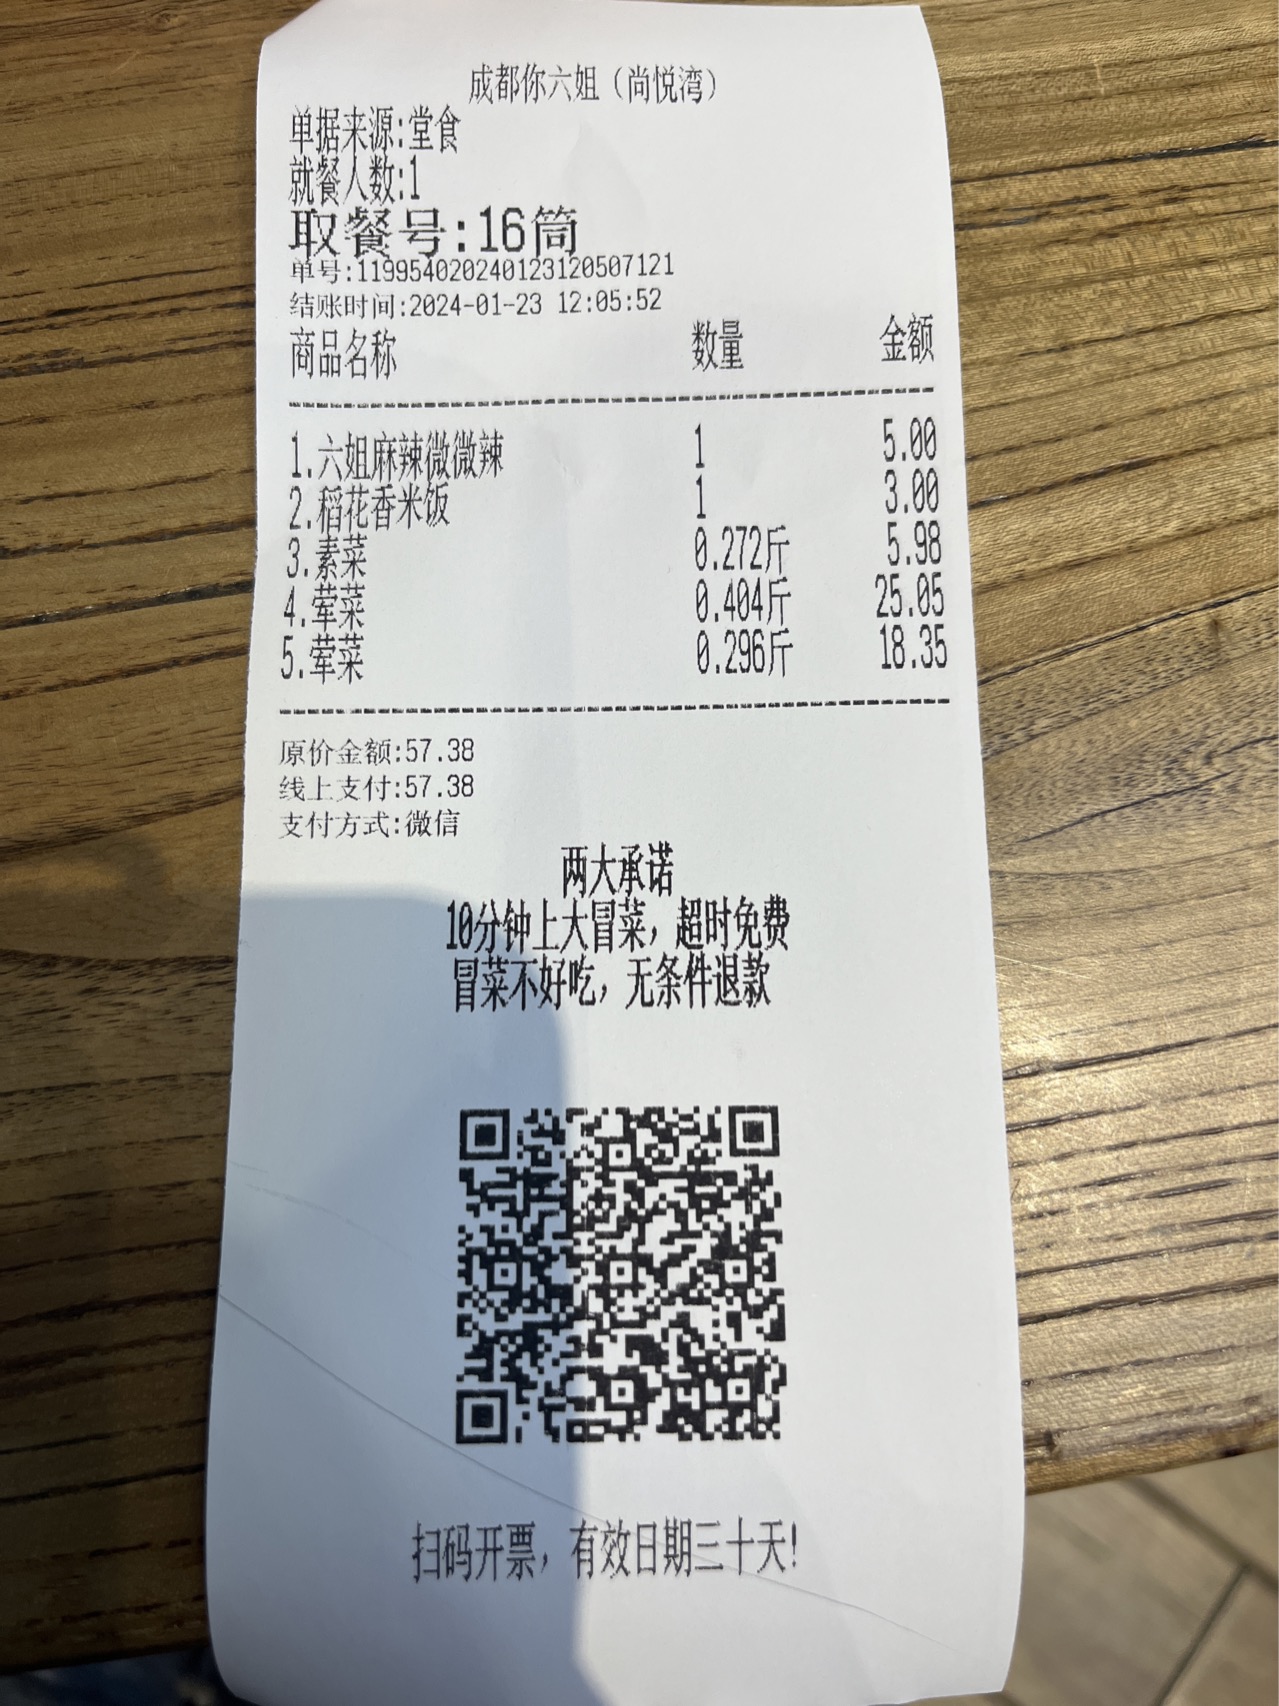 成都你六姐（尚悦湾）
单据来源:堂食
就餐人数:1
取餐号:16筒
单号:119954020240123120507121
结账时间:2024-01-23 12:05:52
商品名称 数量 金额
1.六姐麻辣微微辣 1 5.00
2.稻花香米饭 1 3.00
3.素菜 0.272斤 5.98
4.荤菜 0.404斤 25.05
5.荤菜 0.296斤 18.35
原价金额:57.38
线上支付:57.38
支付方式:微信
两大承诺
10分钟上大冒菜，超时免费
冒菜不好吃，无条件退款
扫码开票，有效日期三十天!